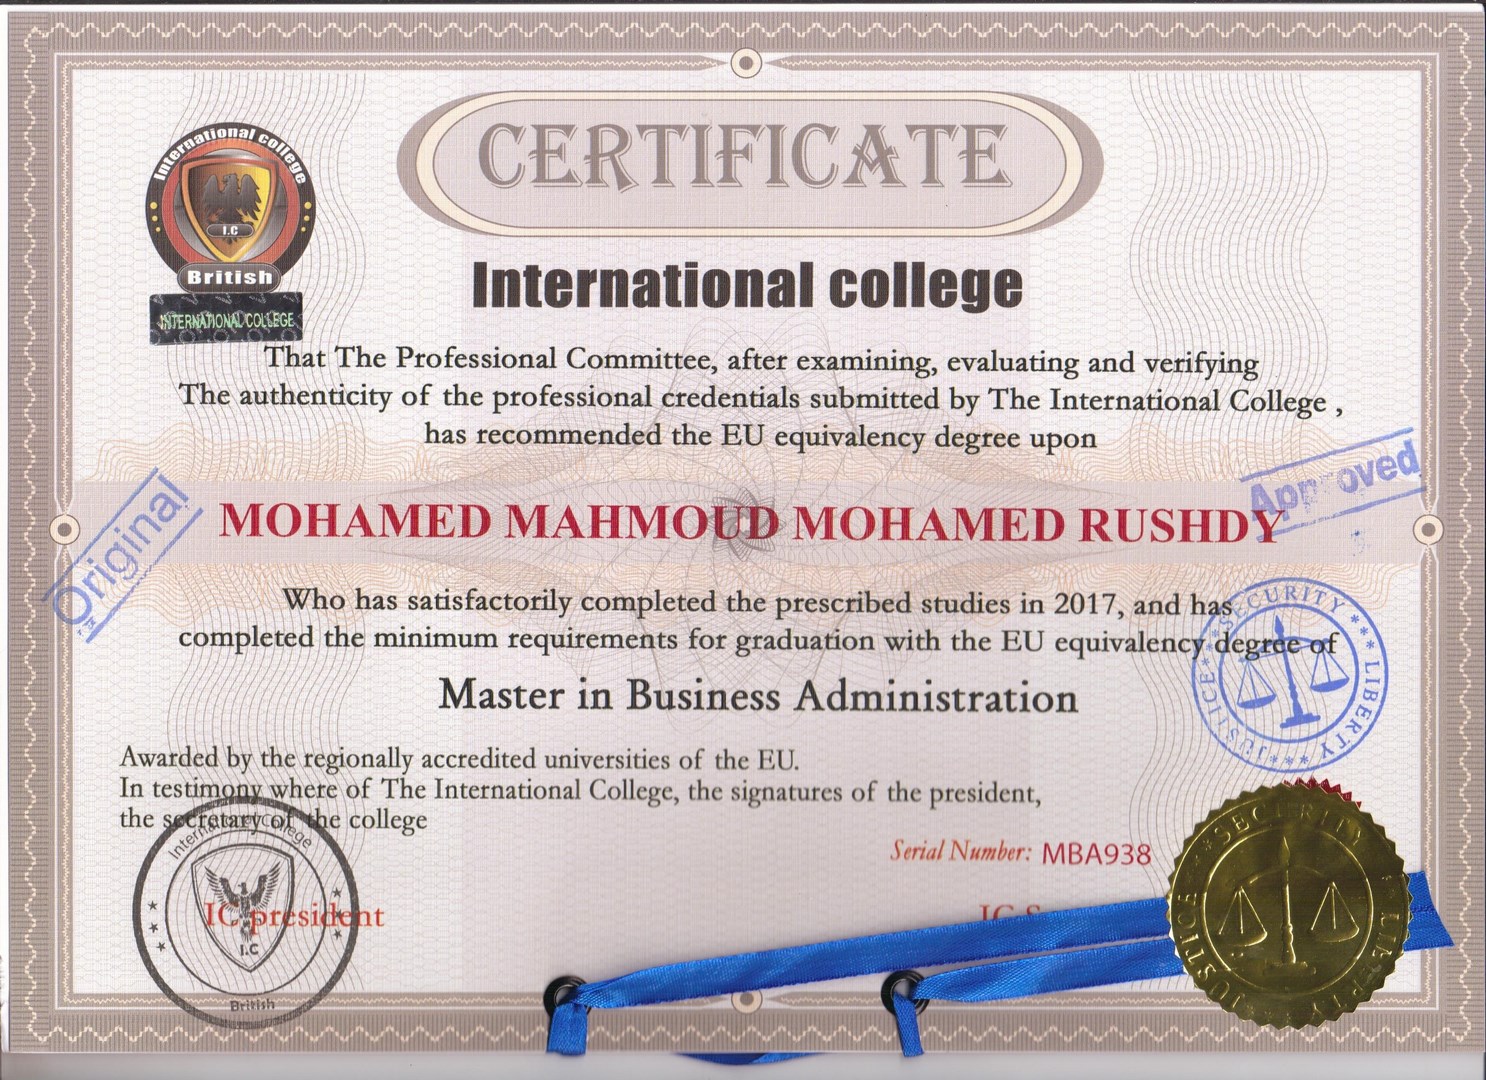 CERTIFICATE
International college
I.C
British
INTERNATIONAL COLLEGE
International college
That The Professional Committee, after examining, evaluating and verifying
The authenticity of the professional credentials submitted by The International College ,
has recommended the EU equivalency degree upon
Original
Approved
MOHAMED MAHMOUD MOHAMED RUSHDY
Who has satisfactorily completed the prescribed studies in 2017, and has
completed the minimum requirements for graduation with the EU equivalency degree of
SECURITY *** LIBERTY *** JUSTICE ***
Master in Business Administration
Awarded by the regionally accredited universities of the EU.
In testimony where of The International College, the signatures of the president,
the secretary of the college
Serial Number: MBA938
International College
I.C
British
IC president
IC
SECURITY
JUSTICE